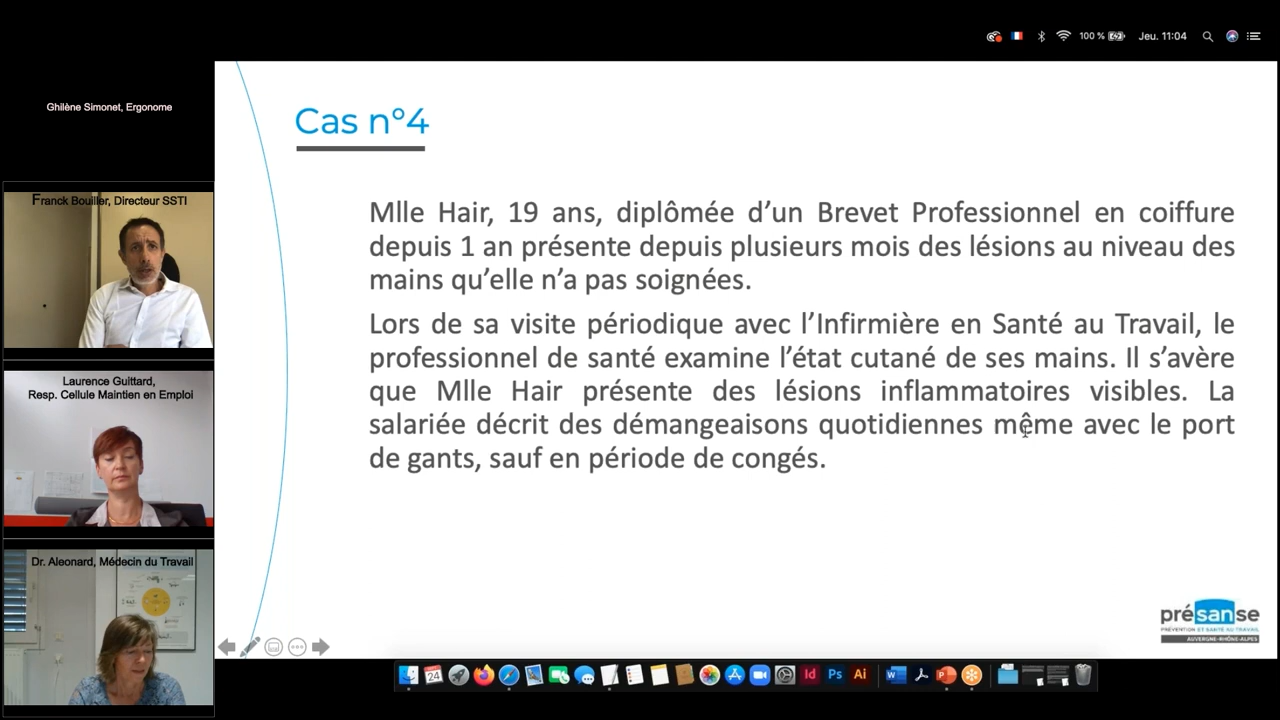 100 %
Jeu. 11:04
Ghilène Simonet, Ergonome
Franck Bouiller, Directeur SSTI
Laurence Guittard,
Resp. Cellule Maintien en Emploi
Dr. Aleonard, Médecin du Travail
Cas n°4
Mlle Hair, 19 ans, diplômée d’un Brevet Professionnel en coiffure
depuis 1 an présente depuis plusieurs mois des lésions au niveau des
mains qu’elle n’a pas soignées.
Lors de sa visite périodique avec l’Infirmière en Santé au Travail, le
professionnel de santé examine l’état cutané de ses mains. Il s’avère
que Mlle Hair présente des lésions inflammatoires visibles. La
salariée décrit des démangeaisons quotidiennes même avec le port
de gants, sauf en période de congés.
présanse
PRÉVENTION ET SANTÉ AU TRAVAIL
AUVERGNE-RHÔNE-ALPES
24
Id
Ps
Ai